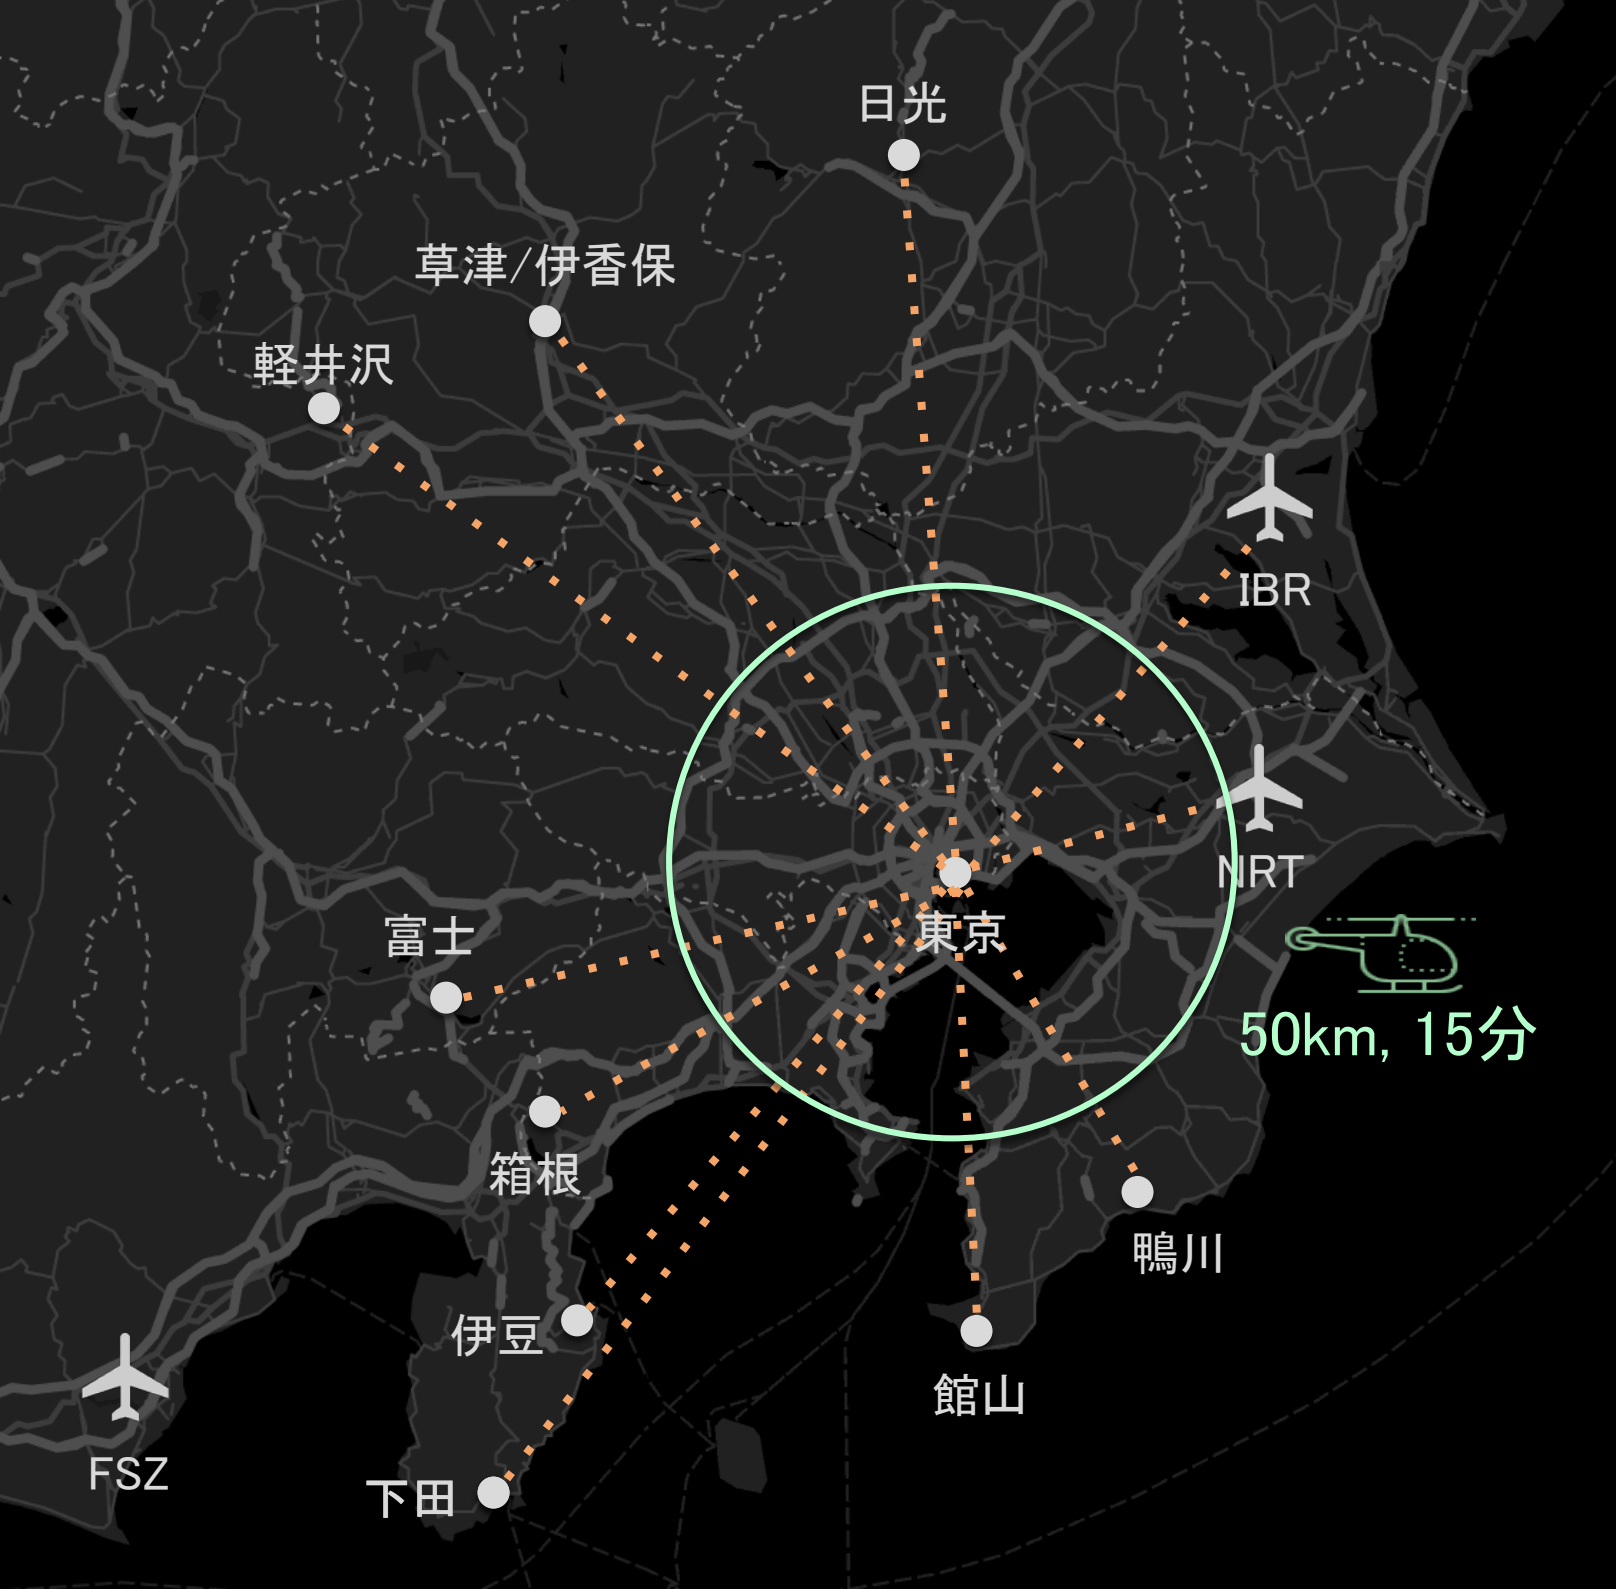 日光
草津/伊香保
軽井沢
IBR
NRT
東京
富士
50km, 15分
箱根
鴨川
伊豆
館山
FSZ
下田